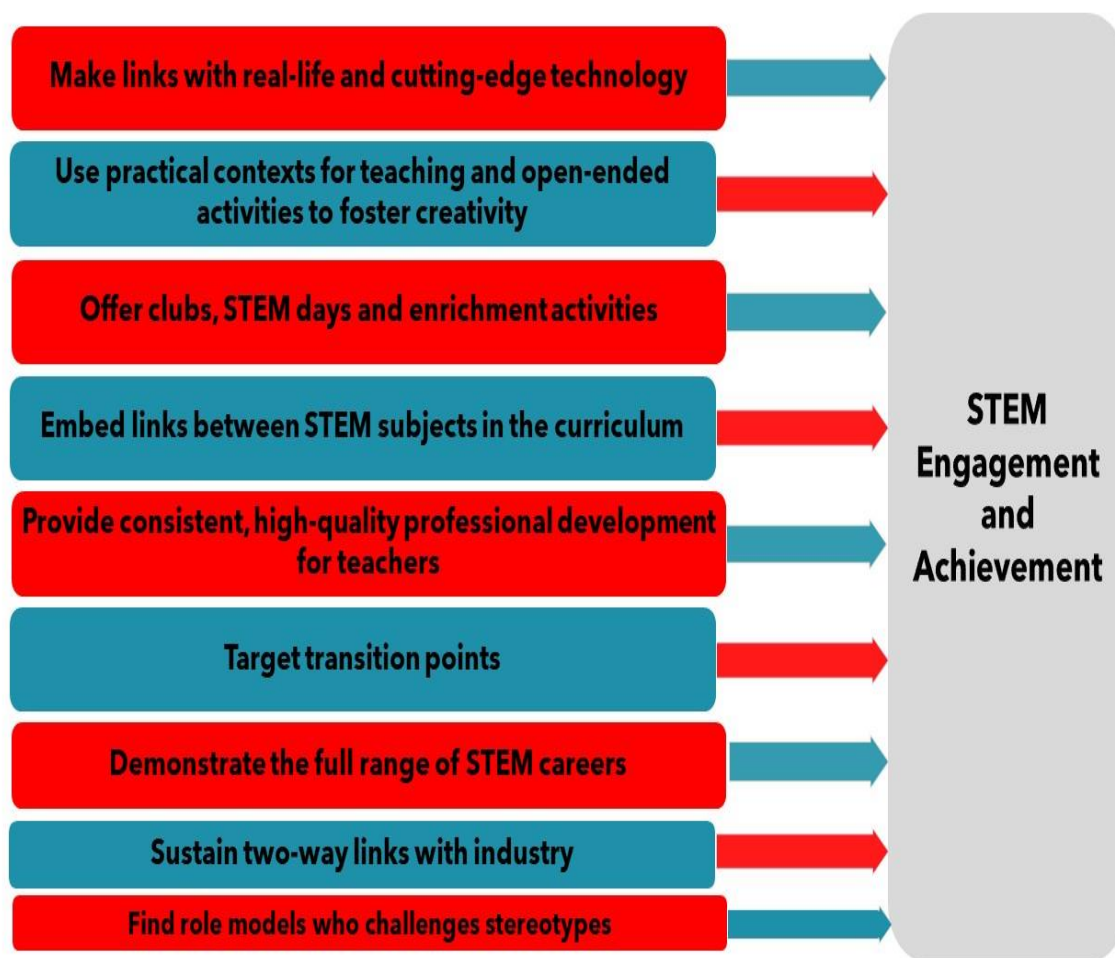 Make links with real-life and cutting-edge technology
Use practical contexts for teaching and open-ended
activities to foster creativity
Offer clubs, STEM days and enrichment activities
Embed links between STEM subjects in the curriculum
Provide consistent, high-quality professional development
for teachers
Target transition points
Demonstrate the full range of STEM careers
Sustain two-way links with industry
Find role models who challenges stereotypes
STEM
Engagement
and
Achievement